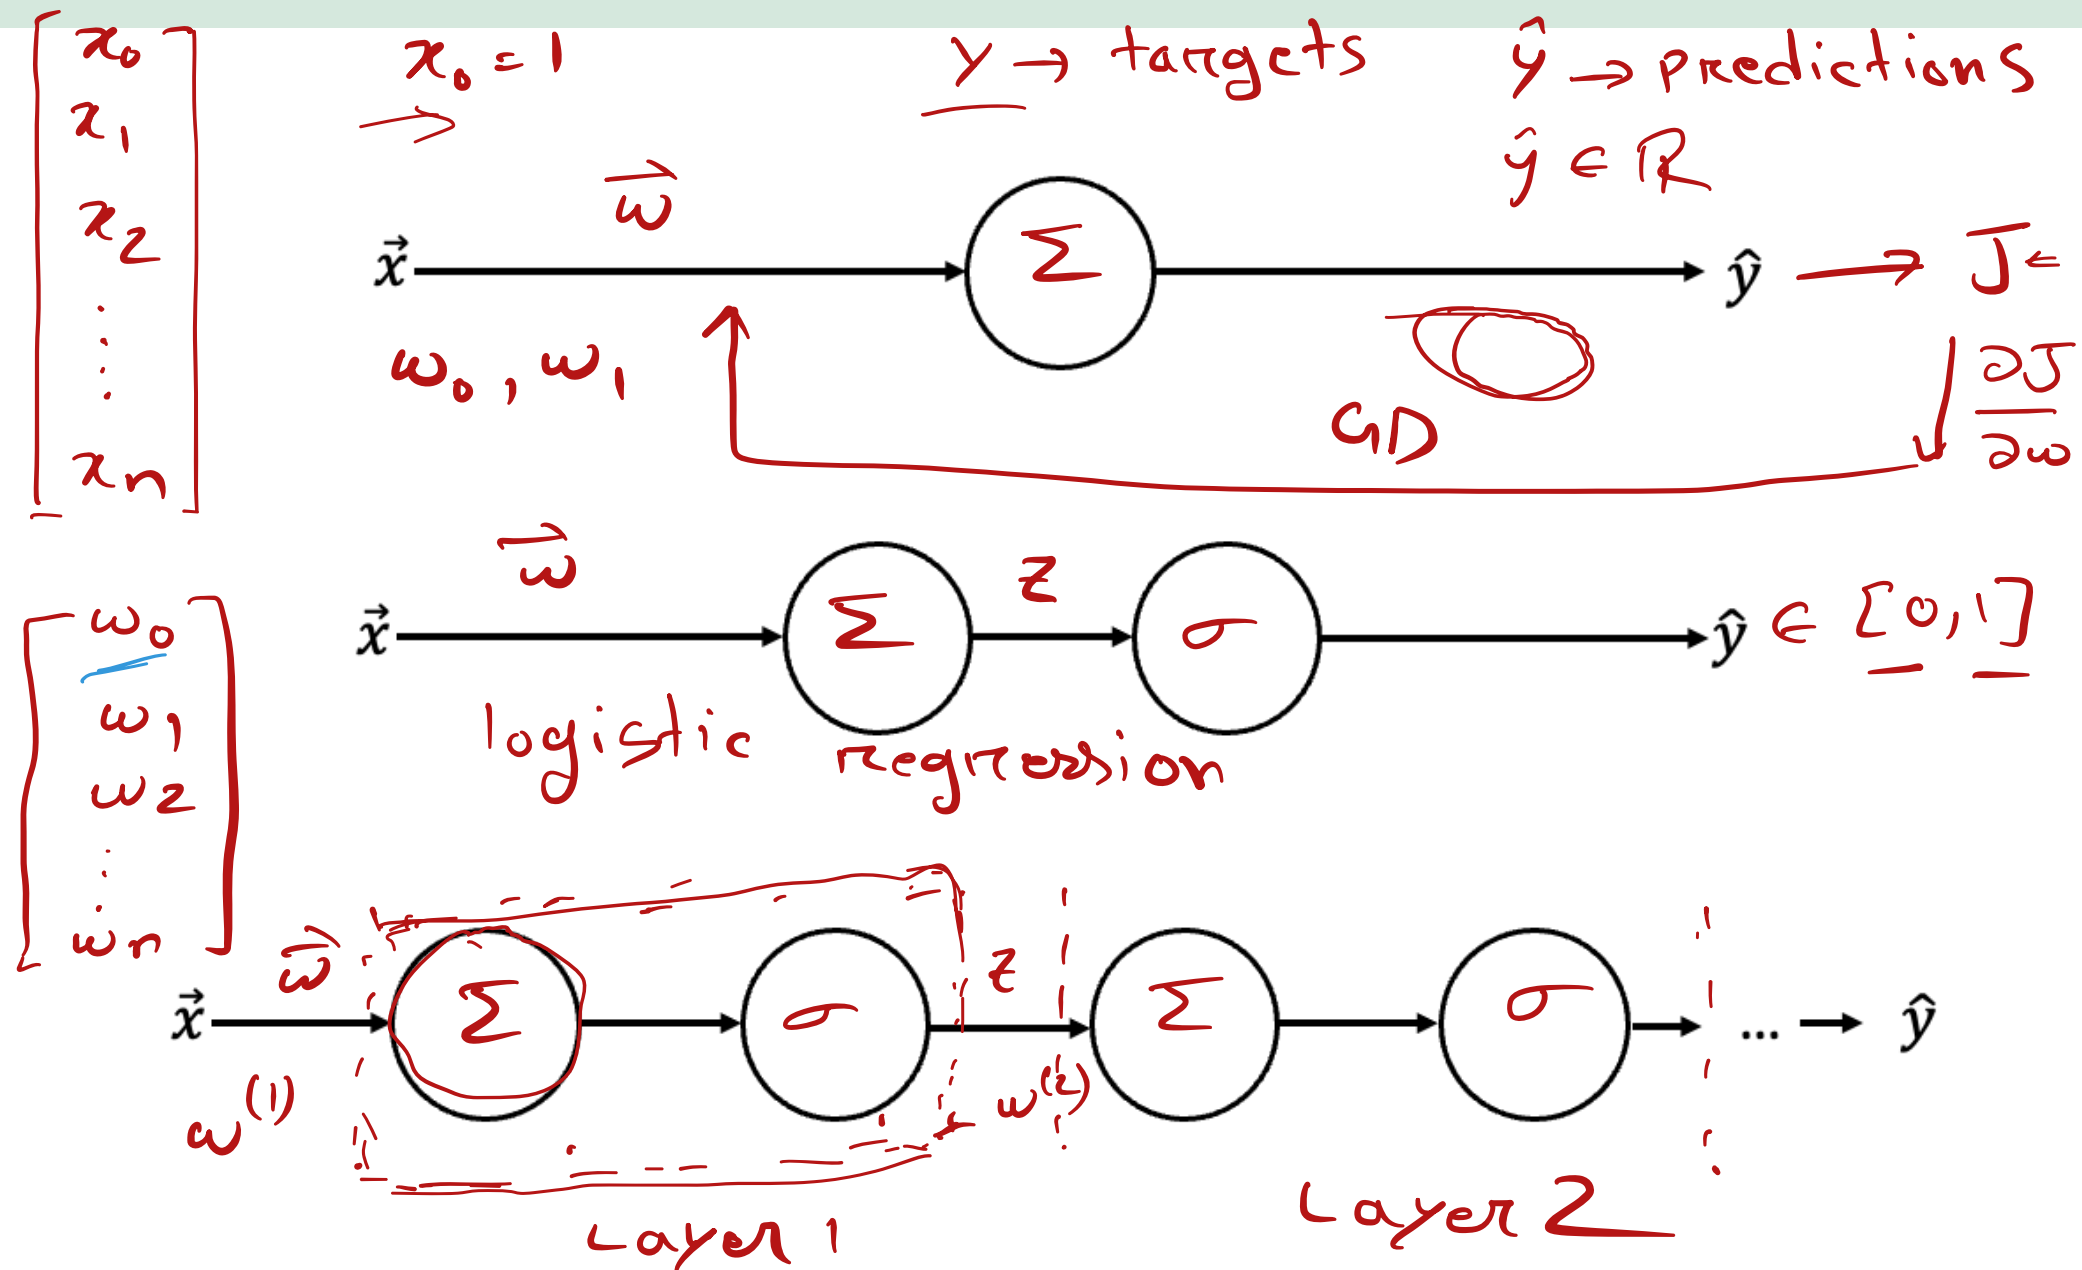 x₀
x₁
x₂
⋮
xn
x₀ = 1
y → targets
ŷ → predictions
ŷ ∈ ℝ
w⃗
x⃗
Σ
ŷ → J ←
w₀, w₁
GD
∂J
∂w
w₀
w₁
w₂
⋮
wn
w⃗
x⃗
Σ
z
σ
ŷ ∈ [0,1]
logistic regression
w⃗
x⃗
Σ
σ
z
Σ
σ
... → ŷ
w⁽¹⁾
w⁽²⁾
Layer 1
Layer 2